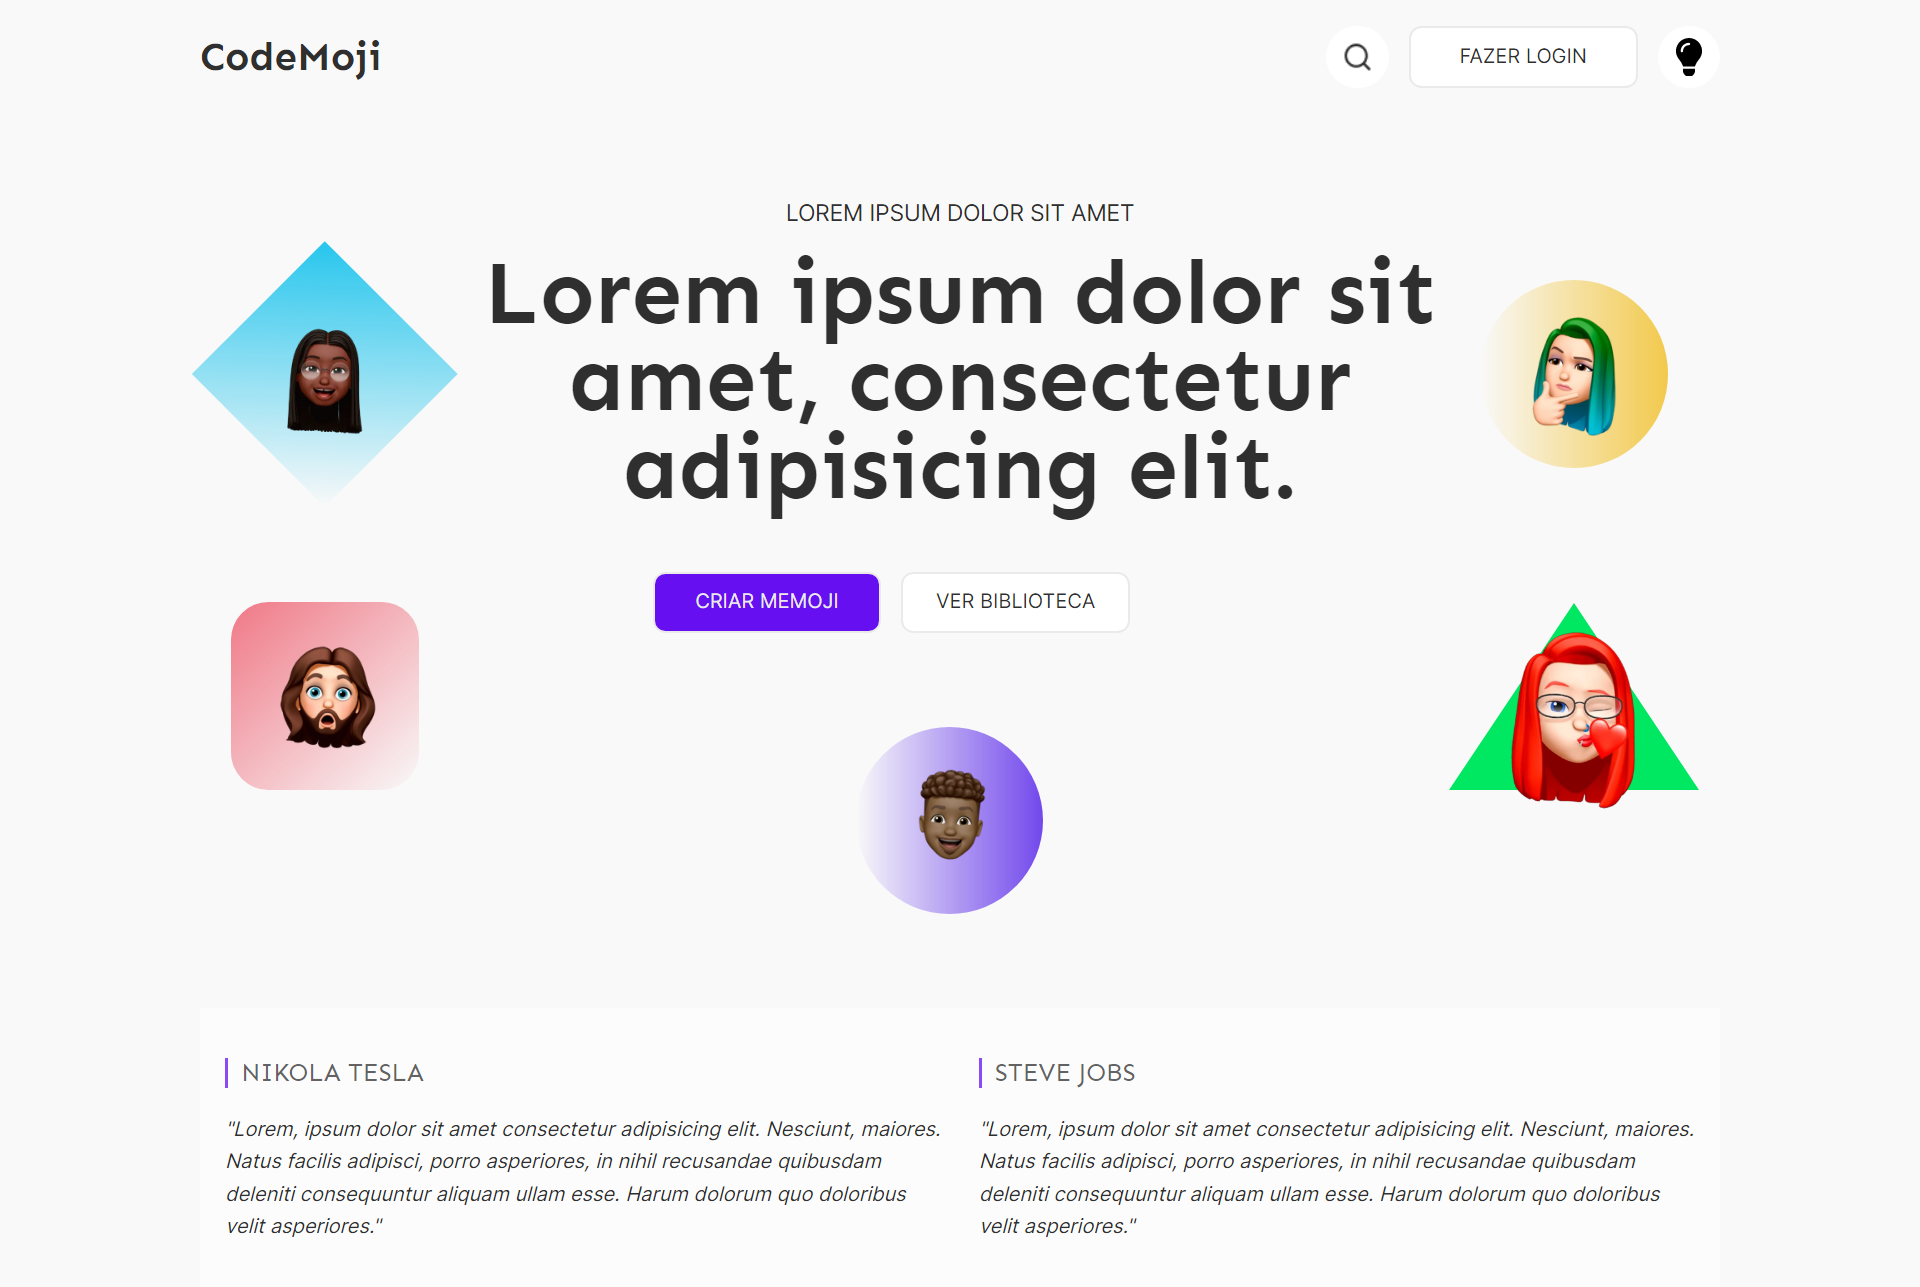 CodeMoji
FAZER LOGIN
LOREM IPSUM DOLOR SIT AMET
Lorem ipsum dolor sit
amet, consectetur
adipisicing elit.
CRIAR MEMOJI
VER BIBLIOTECA
NIKOLA TESLA
"Lorem, ipsum dolor sit amet consectetur adipisicing elit. Nesciunt, maiores.
Natus facilis adipisci, porro asperiores, in nihil recusandae quibusdam
deleniti consequuntur aliquam ullam esse. Harum dolorum quo doloribus
velit asperiores."
STEVE JOBS
"Lorem, ipsum dolor sit amet consectetur adipisicing elit. Nesciunt, maiores.
Natus facilis adipisci, porro asperiores, in nihil recusandae quibusdam
deleniti consequuntur aliquam ullam esse. Harum dolorum quo doloribus
velit asperiores."